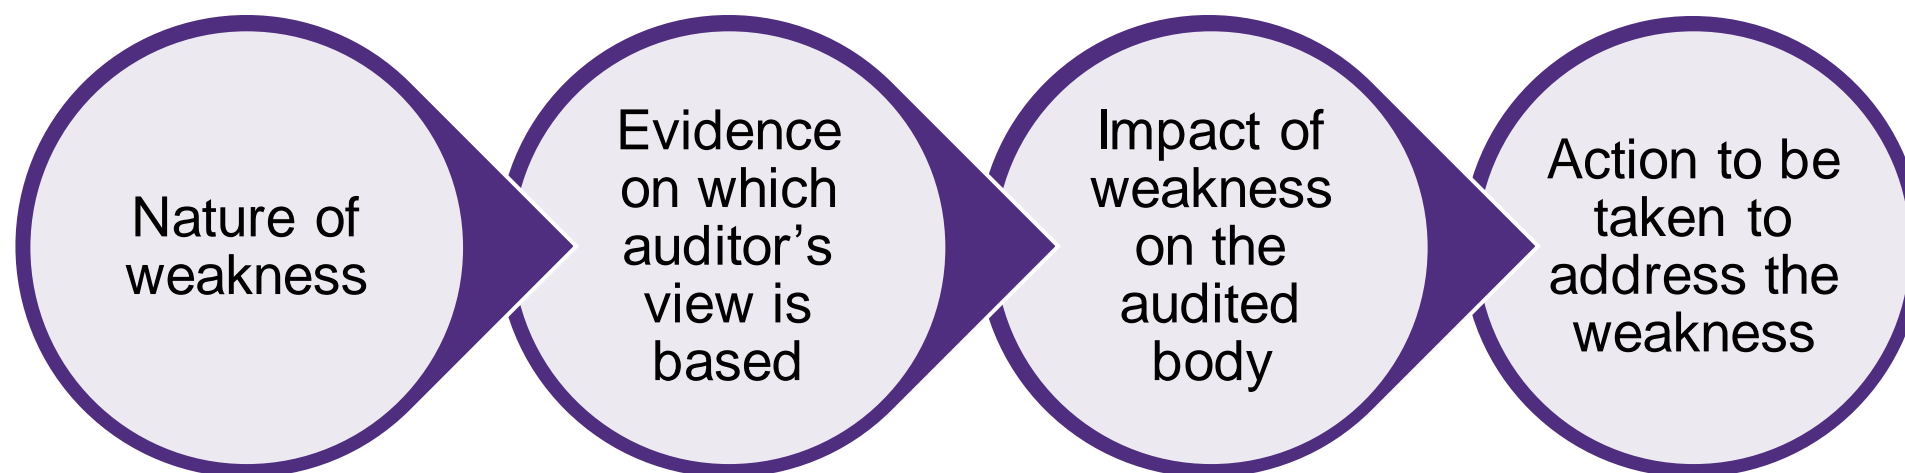 Nature of
weakness
Evidence
on which
auditor’s
view is
based
Impact of
weakness
on the
audited
body
Action to be
taken to
address the
weakness